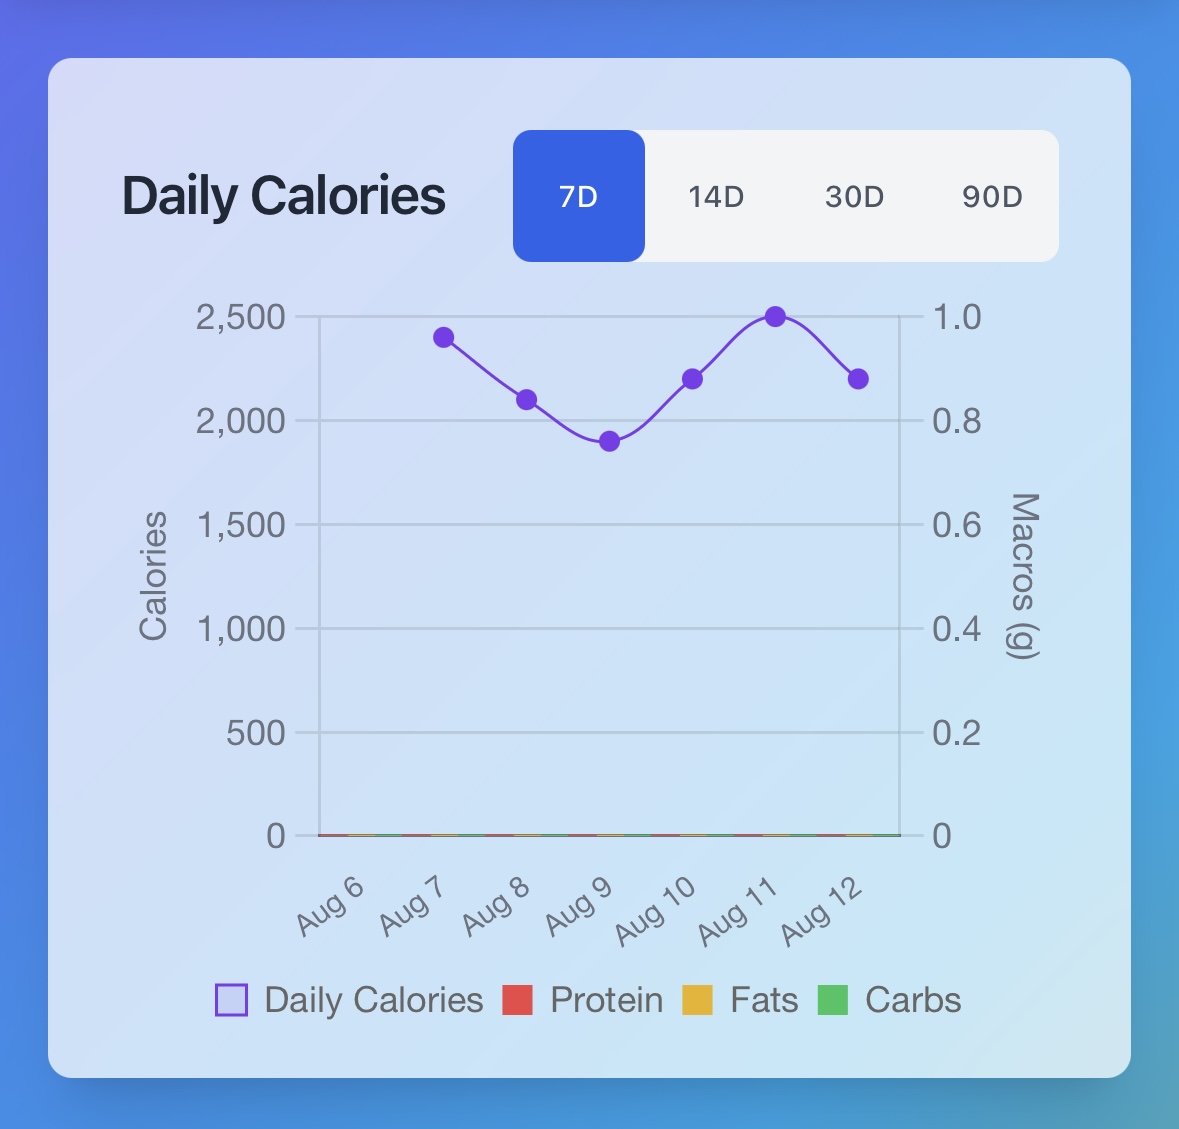 Daily Calories
7D 14D 30D 90D
2,500
2,000
1,500
1,000
500
0
Calories
1.0
0.8
0.6
0.4
0.2
0
Macros (g)
Aug 6
Aug 7
Aug 8
Aug 9
Aug 10
Aug 11
Aug 12
Daily Calories Protein Fats Carbs